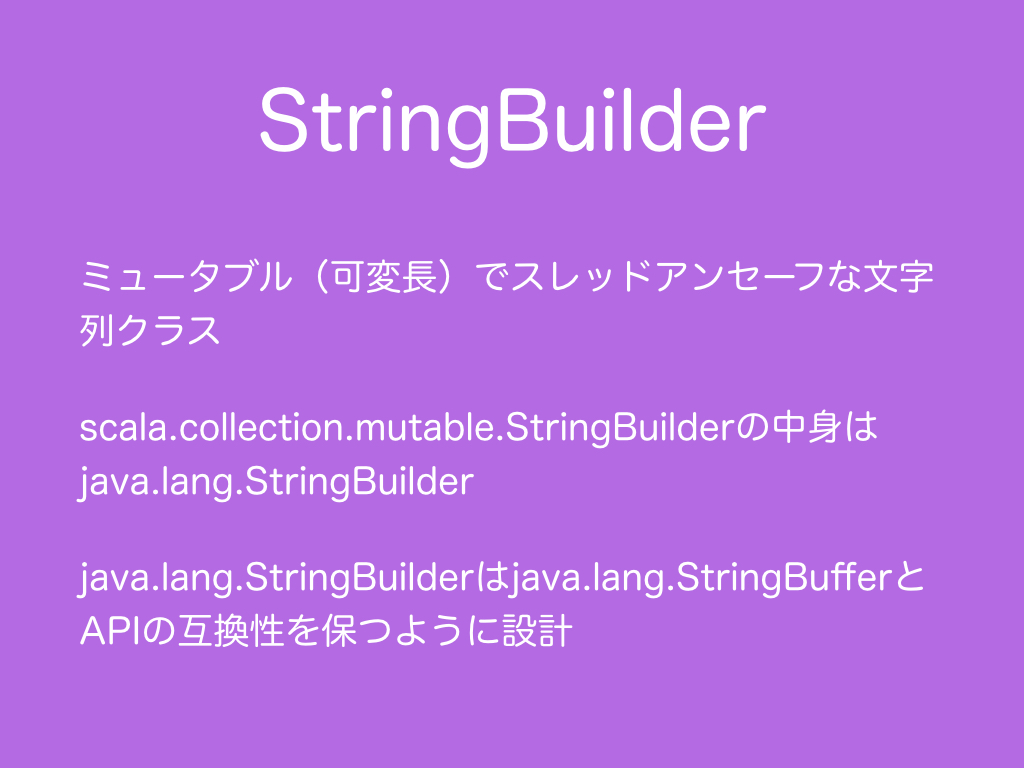 StringBuilder
ミュータブル（可変長）でスレッドアンセーフな文字
列クラス
scala.collection.mutable.StringBuilderの中身は
java.lang.StringBuilder
java.lang.StringBuilderはjava.lang.StringBufferと
APIの互換性を保つように設計